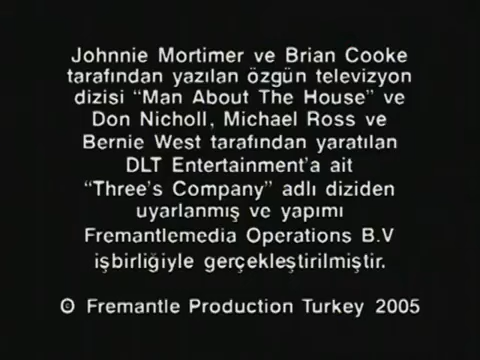 Johnnie Mortimer ve Brian Cooke
tarafından yazılan özgün televizyon
dizisi “Man About The House” ve
Don Nicholl, Michael Ross ve
Bernie West tarafından yaratılan
DLT Entertainment'a ait
“Three's Company” adlı diziden
uyarlanmış ve yapımı
Fremantlemedia Operations B.V
işbirliğiyle gerçekleştirilmiştir.
© Fremantle Production Turkey 2005